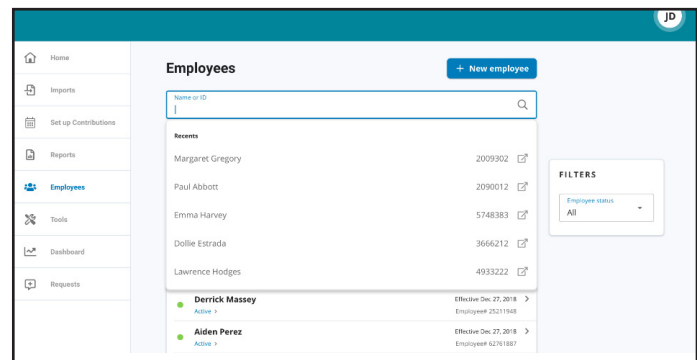 JD
Home
Imports
Set up Contributions
Reports
Employees
Tools
Dashboard
Requests
Employees
+ New employee
Name or ID
Recents
Margaret Gregory 2009302
Paul Abbott 2090012
Emma Harvey 5748383
Dollie Estrada 3666212
Lawrence Hodges 4933222
Derrick Massey Effective Dec 27, 2018 >
Active > Employee# 25211948
Aiden Perez Effective Dec 27, 2018 >
Active > Employee# 62761887
FILTERS
Employee status
All